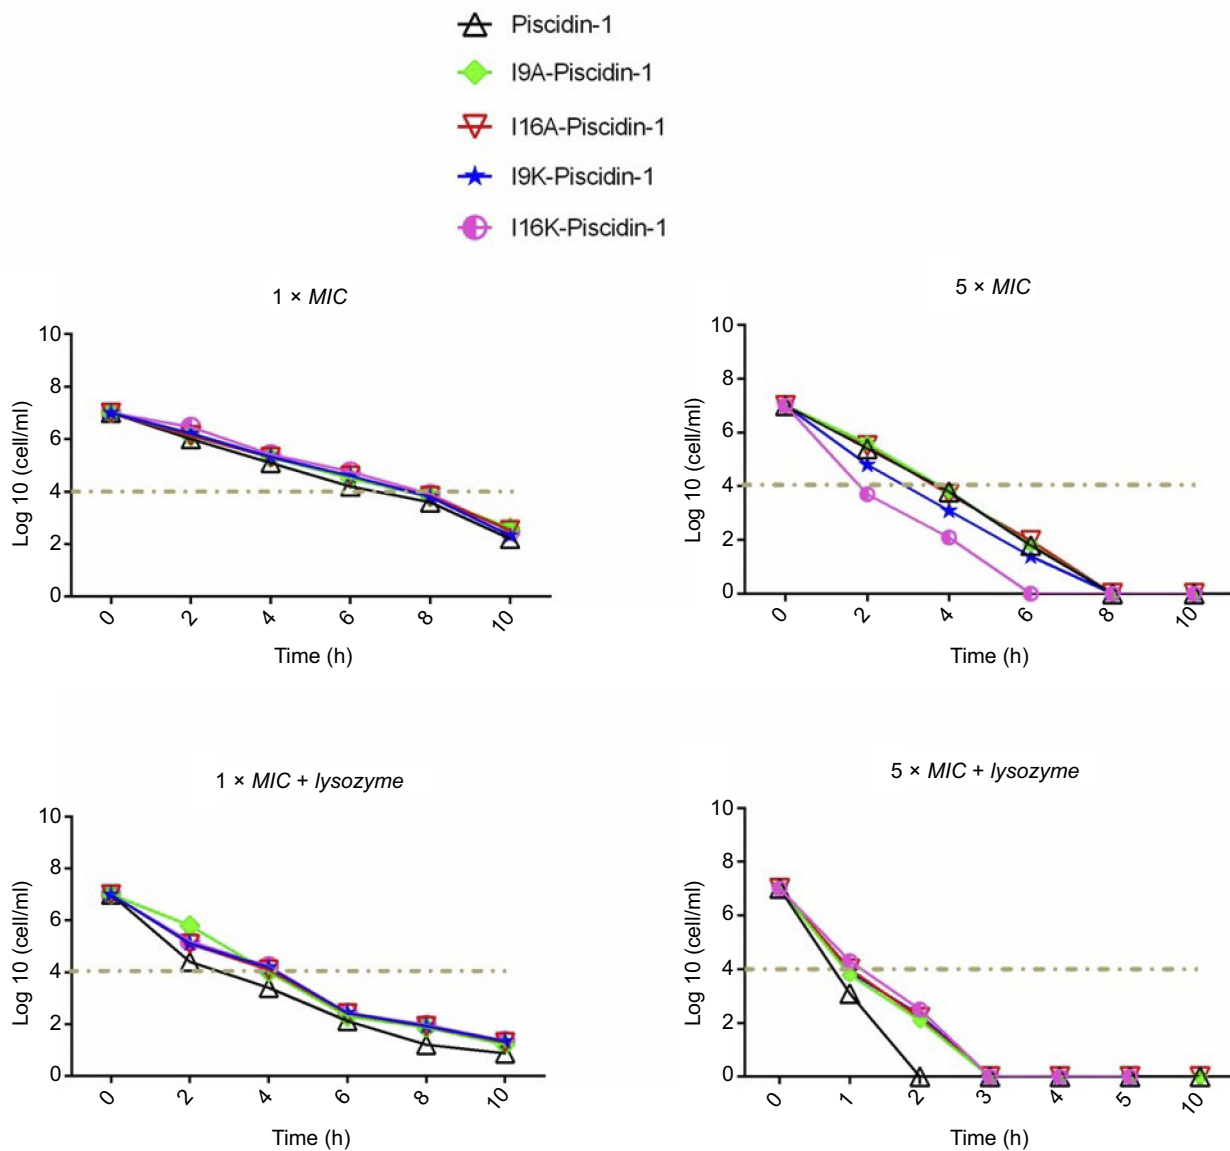 Piscidin-1
I9A-Piscidin-1
I16A-Piscidin-1
I9K-Piscidin-1
I16K-Piscidin-1
1 × MIC
10
8
6
4
2
0
Log 10 (cell/ml)
0 2 4 6 8 10
Time (h)
5 × MIC
10
8
6
4
2
0
Log 10 (cell/ml)
0 2 4 6 8 10
Time (h)
1 × MIC + lysozyme
10
8
6
4
2
0
Log 10 (cell/ml)
0 2 4 6 8 10
Time (h)
5 × MIC + lysozyme
10
8
6
4
2
0
Log 10 (cell/ml)
0 1 2 3 4 5 10
Time (h)